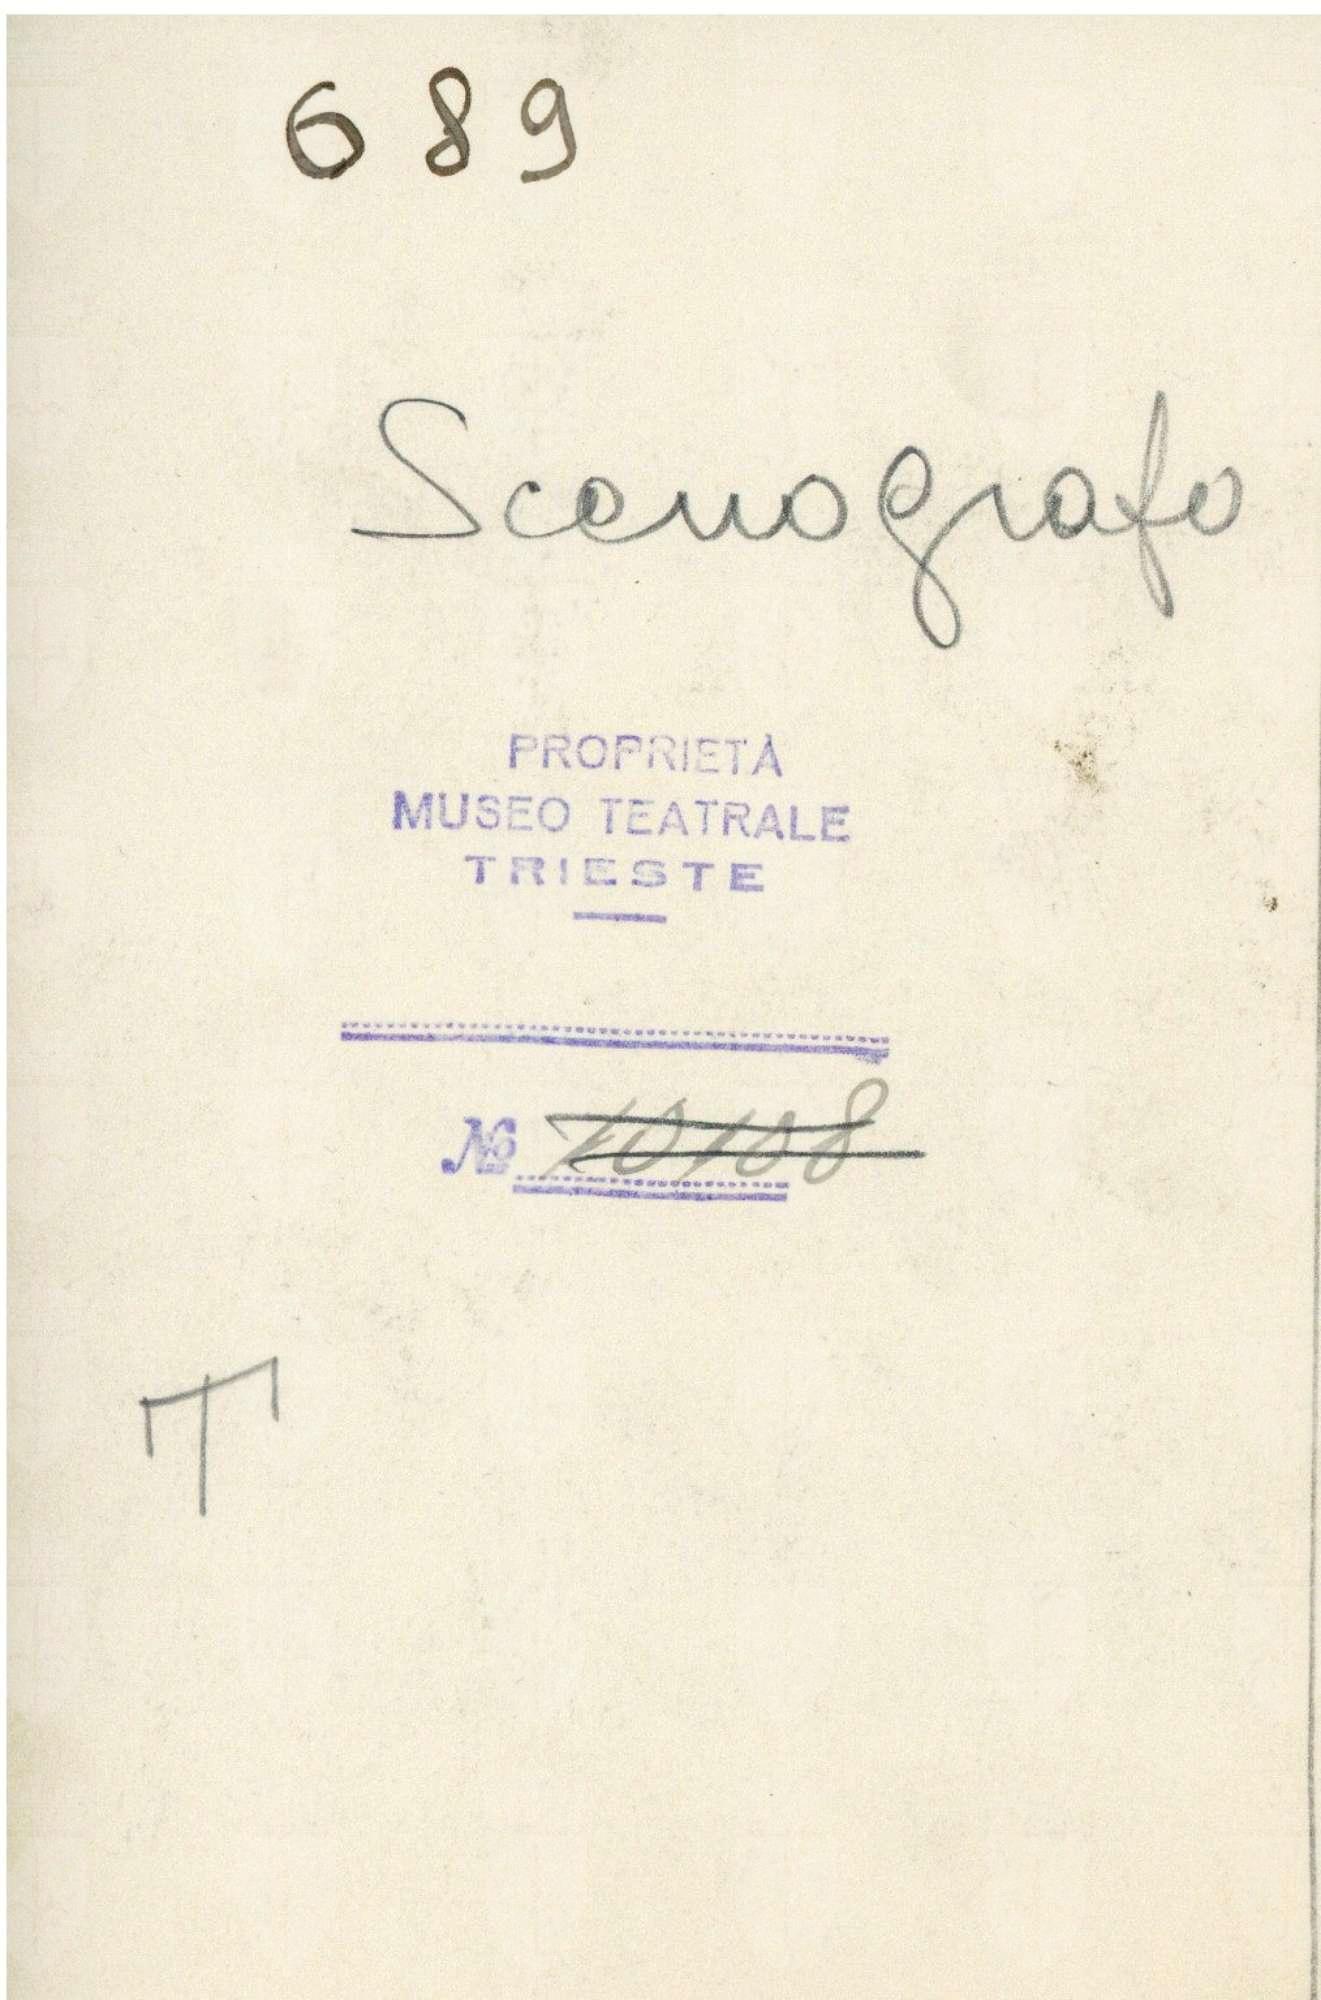 689
Scenografo
PROPRIETÀ
MUSEO TEATRALE
TRIESTE
№ 10108
T